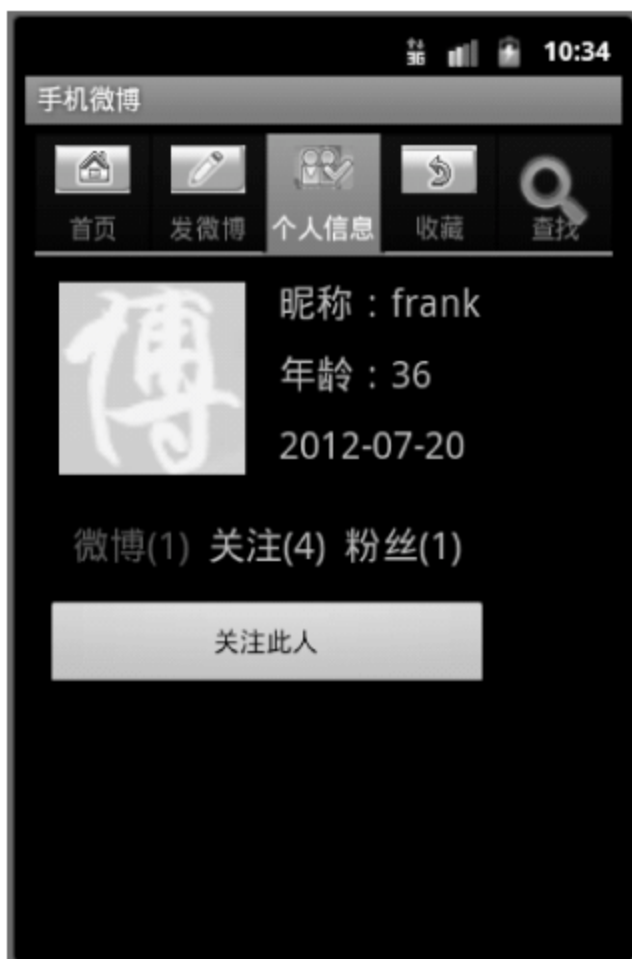 3G 10:34
手机微博
首页 发微博 个人信息 收藏 查找
博
昵称：frank
年龄：36
2012-07-20
微博(1) 关注(4) 粉丝(1)
关注此人